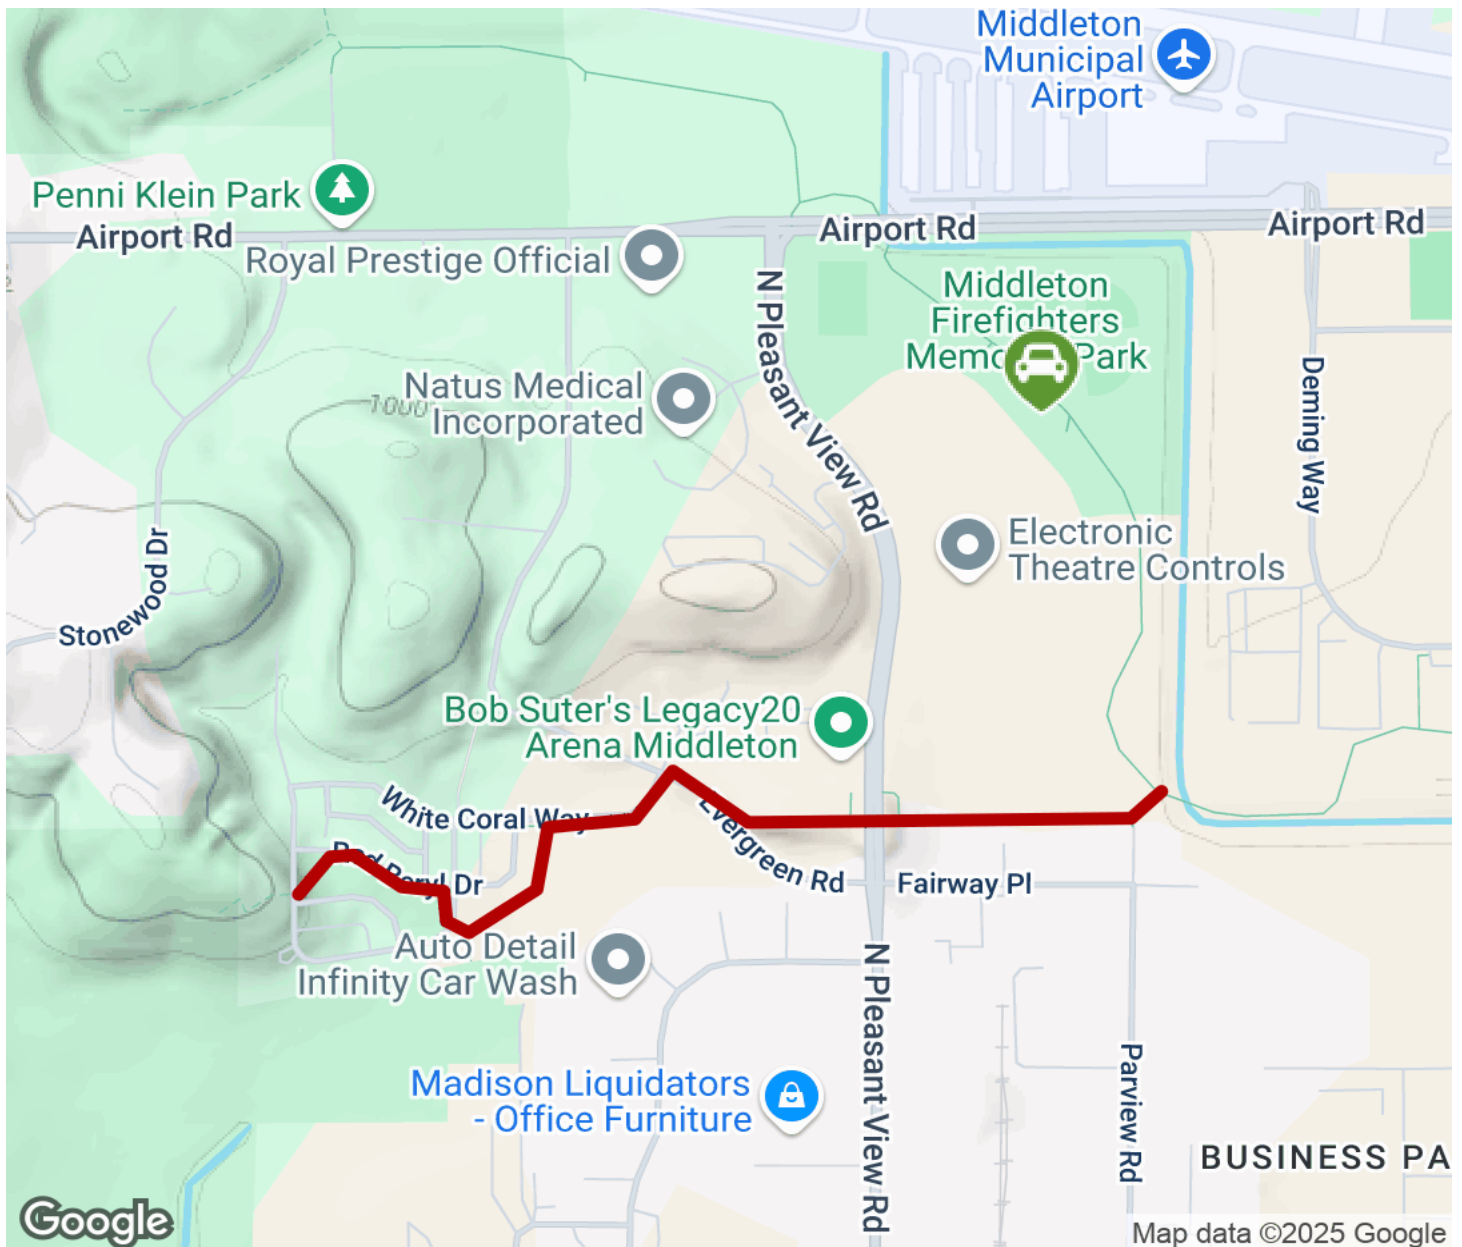 Middleton
Municipal
Airport
Penni Klein Park
Airport Rd
Airport Rd
Airport Rd
Royal Prestige Official
N Pleasant View Rd
Middleton
Firefighters
Park
Natus Medical
Incorporated
1000
Deming Way
Electronic
Theatre Controls
Stonewood Dr
Bob Suter's Legacy20
Arena Middleton
White Coral Way
Evergreen Rd
Dr
Fairway Pl
Auto Detail
Infinity Car Wash
N Pleasant View Rd
Madison Liquidators
- Office Furniture
Parview Rd
BUSINESS PA
Google
Map data ©2025 Google